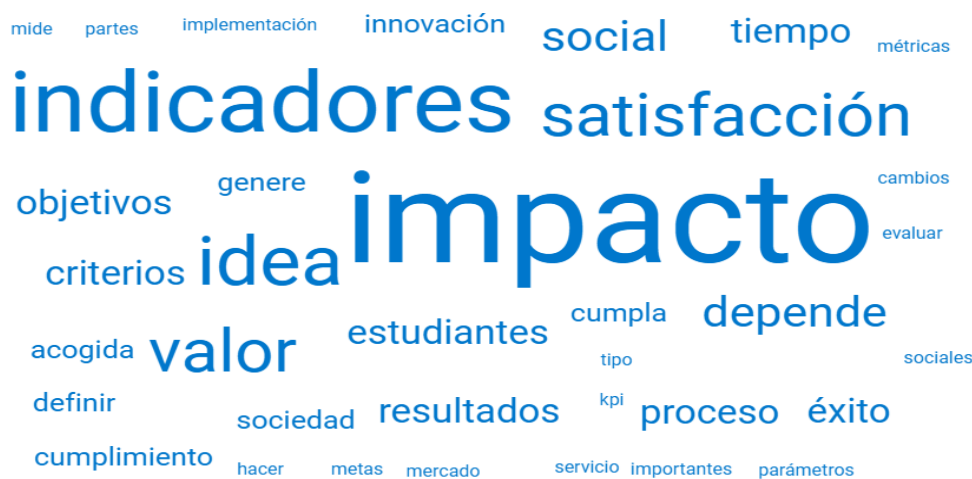 mide partes implementación innovación social tiempo métricas
indicadores satisfacción
objetivos genere impacto cambios
criterios idea evaluar
acogida valor estudiantes cumpla depende
tipo sociales
definir sociedad resultados kpi proceso éxito
cumplimiento hacer metas mercado servicio importantes parámetros